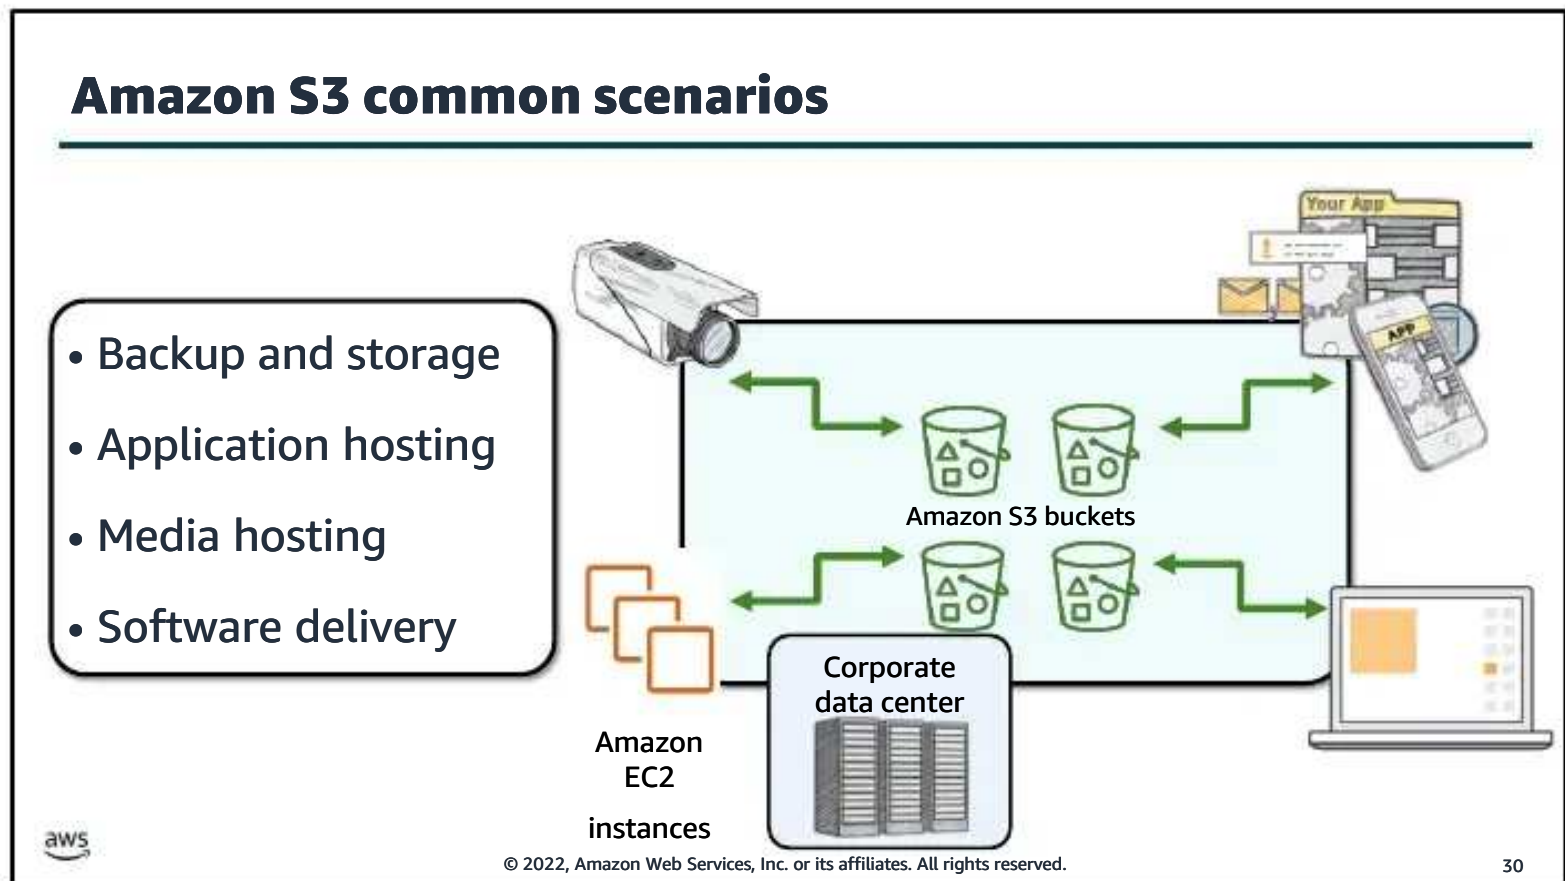 Amazon S3 common scenarios
• Backup and storage
• Application hosting
• Media hosting
• Software delivery
Your App
APP
Amazon S3 buckets
Corporate
data center
Amazon
EC2
instances
aws
© 2022, Amazon Web Services, Inc. or its affiliates. All rights reserved.
30